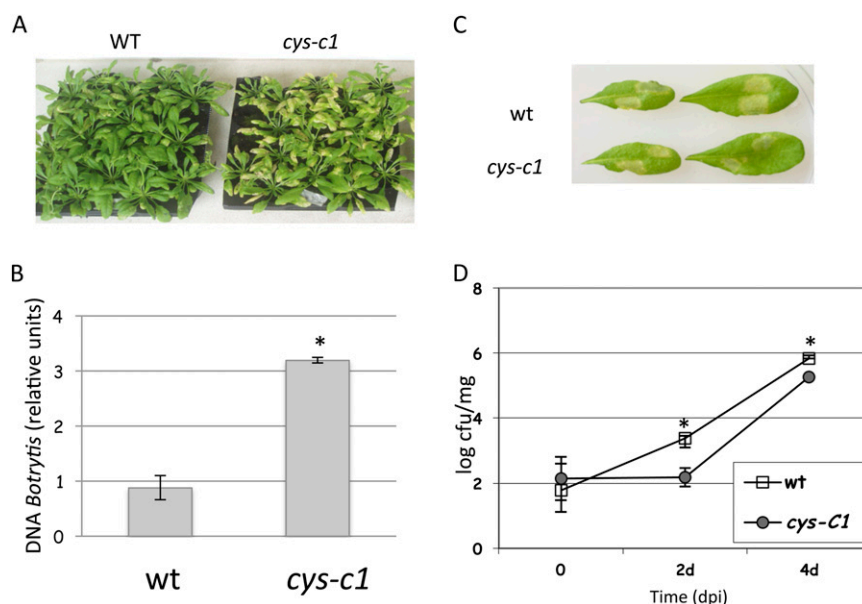 A
WT cys-c1
B
DNA Botrytis (relative units)
4
3
2
1
0
*
wt cys-c1
C
wt
cys-c1
D
log cfu/mg
8
6
4
2
0
*
*
wt
cys-C1
0 2d 4d
Time (dpi)